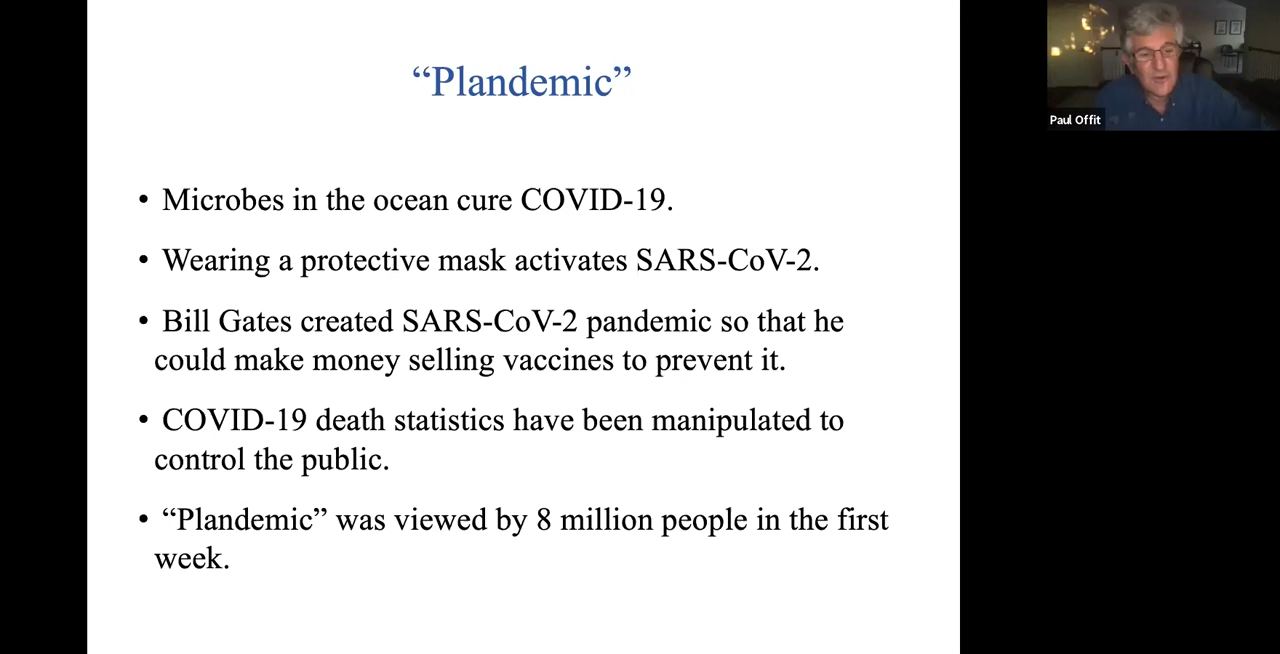 “Plandemic”
Paul Offit
• Microbes in the ocean cure COVID-19.
• Wearing a protective mask activates SARS-CoV-2.
• Bill Gates created SARS-CoV-2 pandemic so that he
could make money selling vaccines to prevent it.
• COVID-19 death statistics have been manipulated to
control the public.
• “Plandemic” was viewed by 8 million people in the first
week.